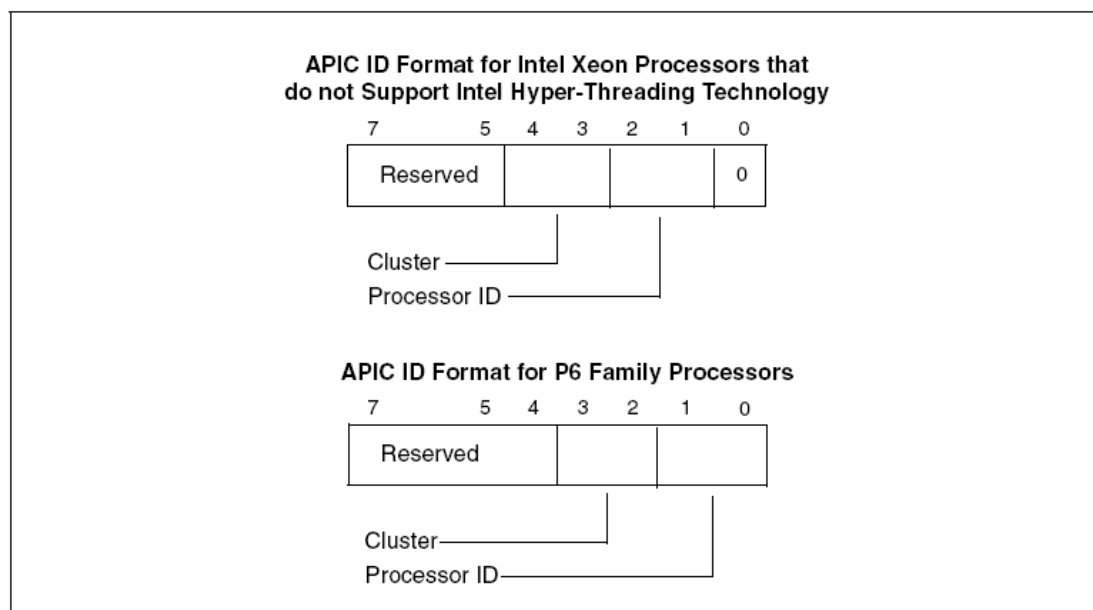 APIC ID Format for Intel Xeon Processors that
do not Support Intel Hyper-Threading Technology
7 5 4 3 2 1 0
Reserved 0
Cluster
Processor ID
APIC ID Format for P6 Family Processors
7 5 4 3 2 1 0
Reserved
Cluster
Processor ID